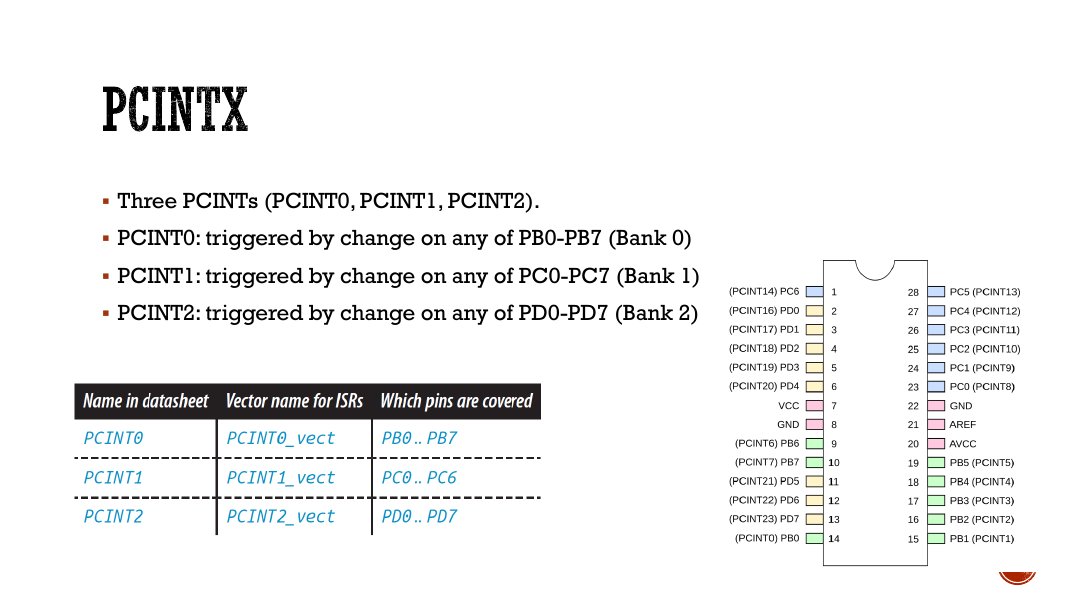 PCINTX
▪ Three PCINTs (PCINT0, PCINT1, PCINT2).
▪ PCINT0: triggered by change on any of PB0-PB7 (Bank 0)
▪ PCINT1: triggered by change on any of PC0-PC7 (Bank 1)
▪ PCINT2: triggered by change on any of PD0-PD7 (Bank 2)
Name in datasheet Vector name for ISRs Which pins are covered
PCINT0 PCINT0_vect PB0..PB7
PCINT1 PCINT1_vect PC0..PC6
PCINT2 PCINT2_vect PD0..PD7
(PCINT14) PC6 1 28 PC5 (PCINT13)
(PCINT16) PD0 2 27 PC4 (PCINT12)
(PCINT17) PD1 3 26 PC3 (PCINT11)
(PCINT18) PD2 4 25 PC2 (PCINT10)
(PCINT19) PD3 5 24 PC1 (PCINT9)
(PCINT20) PD4 6 23 PC0 (PCINT8)
VCC 7 22 GND
GND 8 21 AREF
(PCINT6) PB6 9 20 AVCC
(PCINT7) PB7 10 19 PB5 (PCINT5)
(PCINT21) PD5 11 18 PB4 (PCINT4)
(PCINT22) PD6 12 17 PB3 (PCINT3)
(PCINT23) PD7 13 16 PB2 (PCINT2)
(PCINT0) PB0 14 15 PB1 (PCINT1)